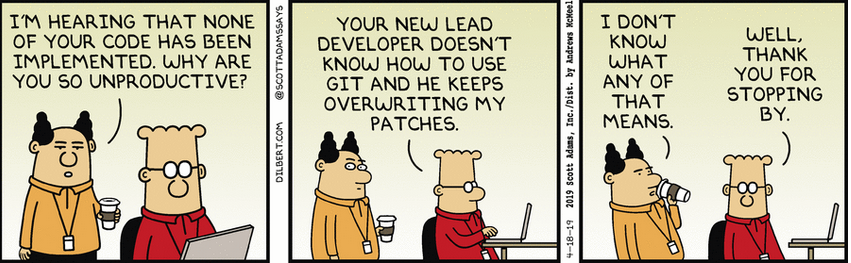 I'M HEARING THAT NONE
OF YOUR CODE HAS BEEN
IMPLEMENTED. WHY ARE
YOU SO UNPRODUCTIVE?
DILBERT.COM @SCOTTADAMSSAYS
YOUR NEW LEAD
DEVELOPER DOESN'T
KNOW HOW TO USE
GIT AND HE KEEPS
OVERWRITING MY
PATCHES.
4-18-19 2019 Scott Adams, Inc./Dist. by Andrews McMeel
I DON'T
KNOW
WHAT
ANY OF
THAT
MEANS.
WELL,
THANK
YOU FOR
STOPPING
BY.